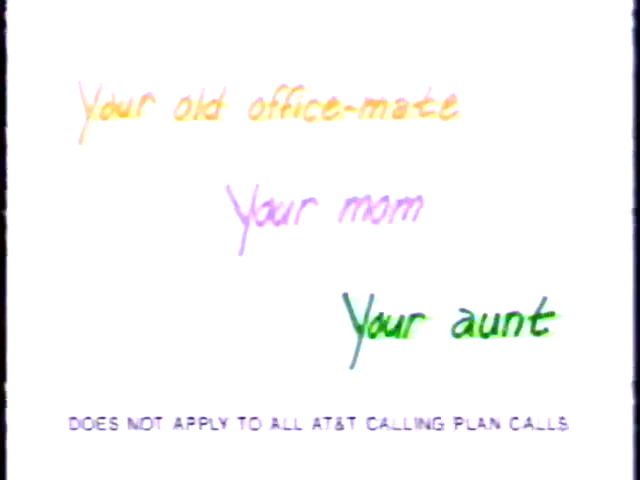 Your old office-mate
Your mom
Your aunt
DOES NOT APPLY TO ALL AT&T CALLING PLAN CALLS